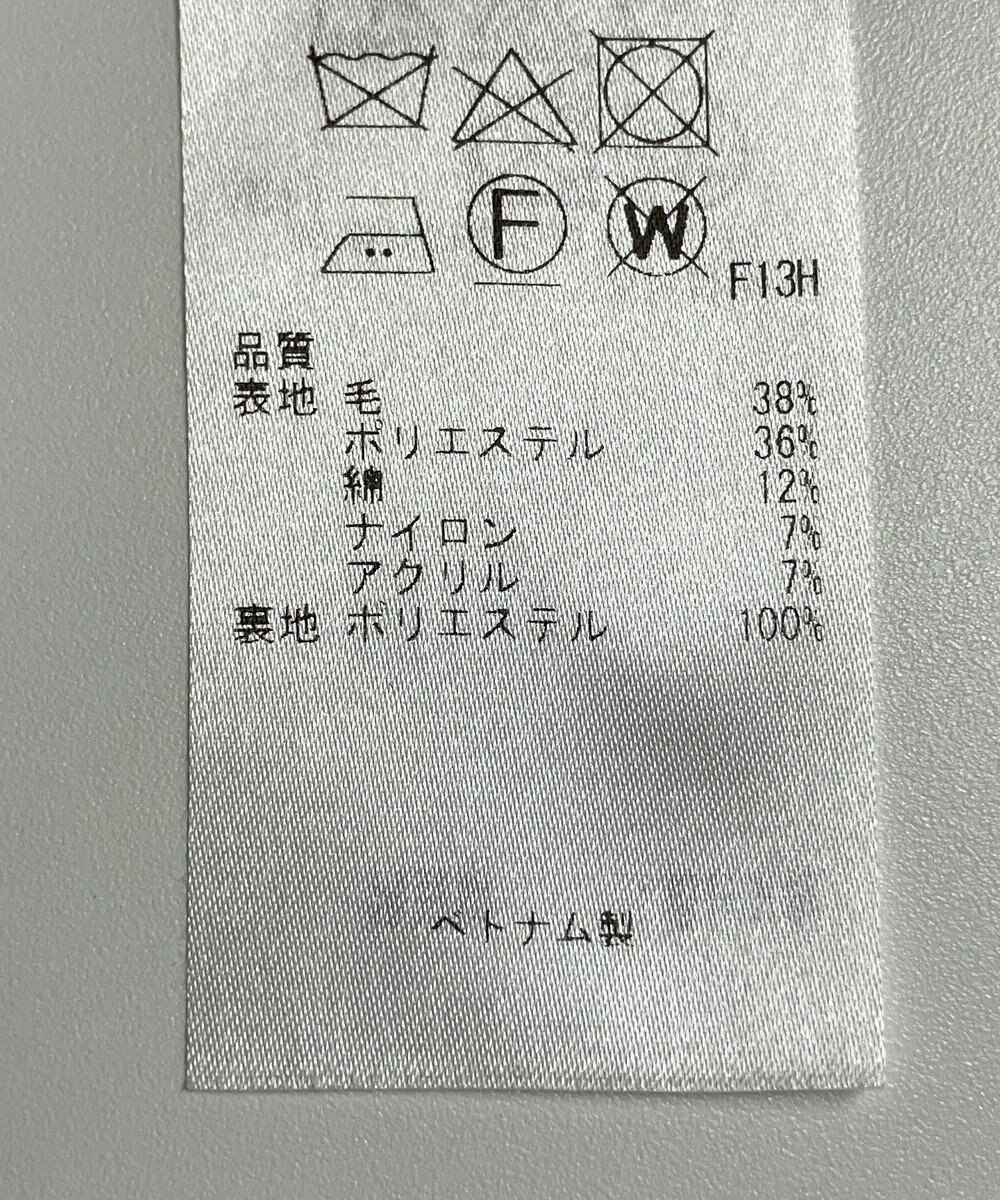 F W
F13H
品質
表地 毛 38%
ポリエステル 36%
綿 12%
ナイロン 7%
アクリル 7%
裏地 ポリエステル 100%
ベトナム製